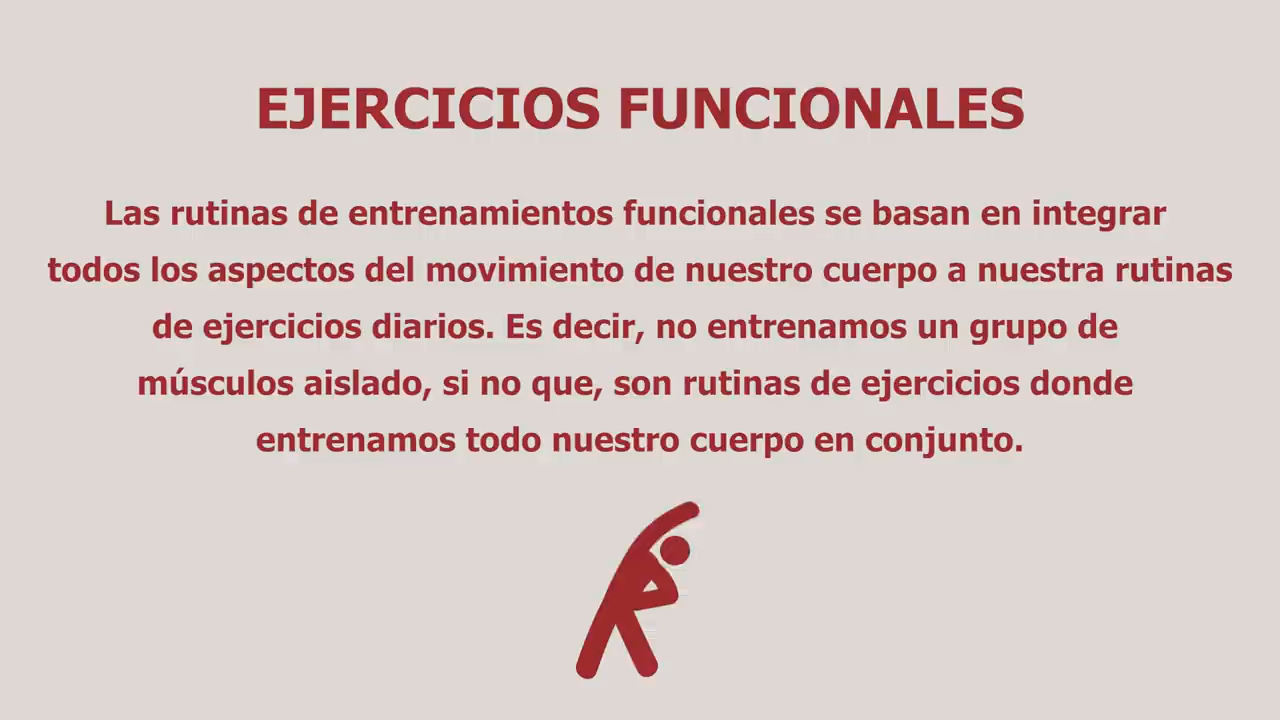 EJERCICIOS FUNCIONALES
Las rutinas de entrenamientos funcionales se basan en integrar
todos los aspectos del movimiento de nuestro cuerpo a nuestra rutinas
de ejercicios diarios. Es decir, no entrenamos un grupo de
músculos aislado, si no que, son rutinas de ejercicios donde
entrenamos todo nuestro cuerpo en conjunto.